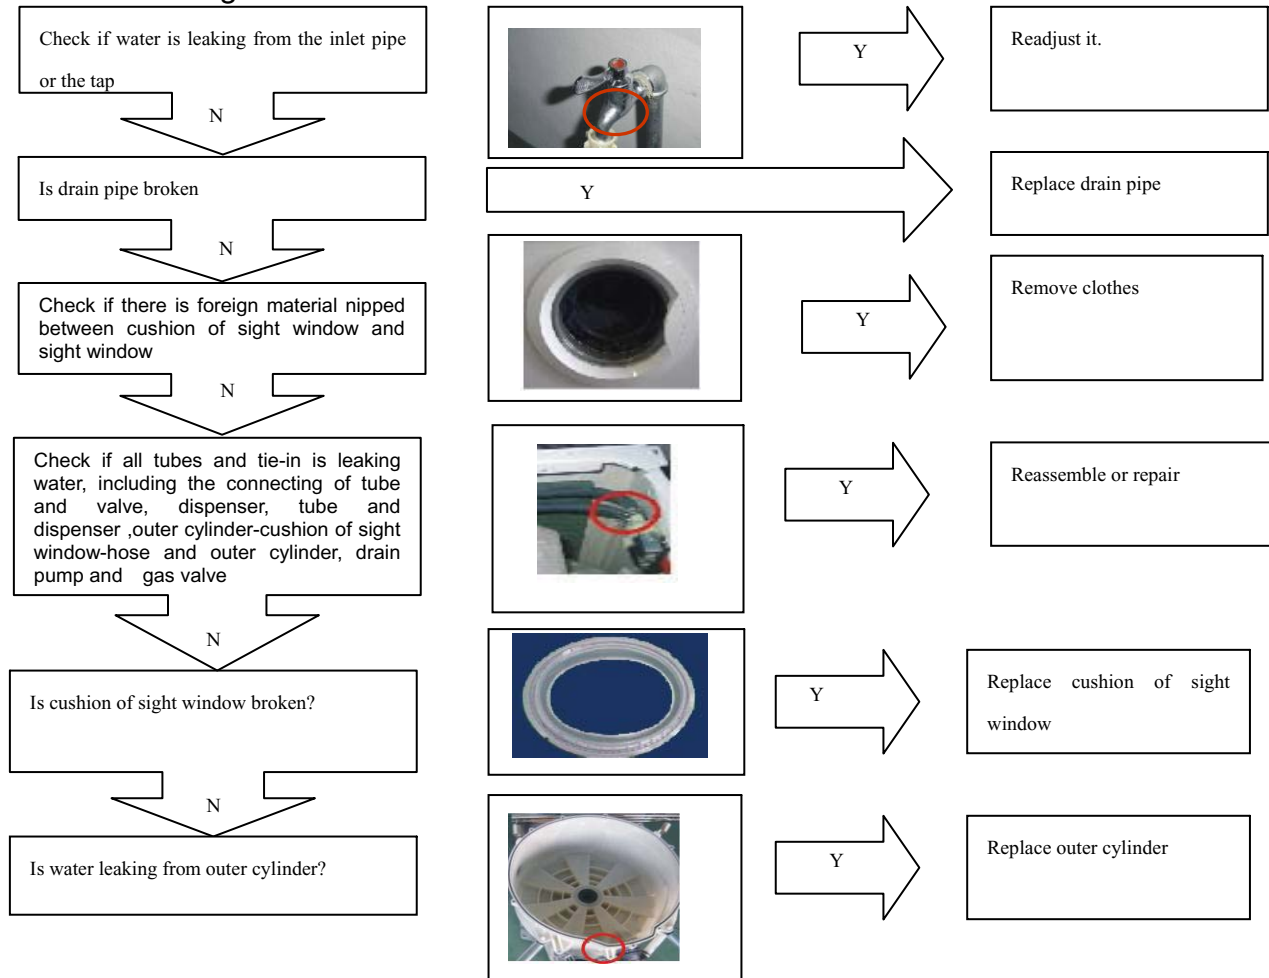 Check if water is leaking from the inlet pipe
or the tap
Y
Readjust it.
N
Is drain pipe broken
Y
Replace drain pipe
N
Check if there is foreign material nipped
between cushion of sight window and
sight window
Y
Remove clothes
N
Check if all tubes and tie-in is leaking
water, including the connecting of tube
and valve, dispenser, tube and
dispenser ,outer cylinder-cushion of sight
window-hose and outer cylinder, drain
pump and gas valve
Y
Reassemble or repair
N
Is cushion of sight window broken?
Y
Replace cushion of sight
window
N
Is water leaking from outer cylinder?
Y
Replace outer cylinder